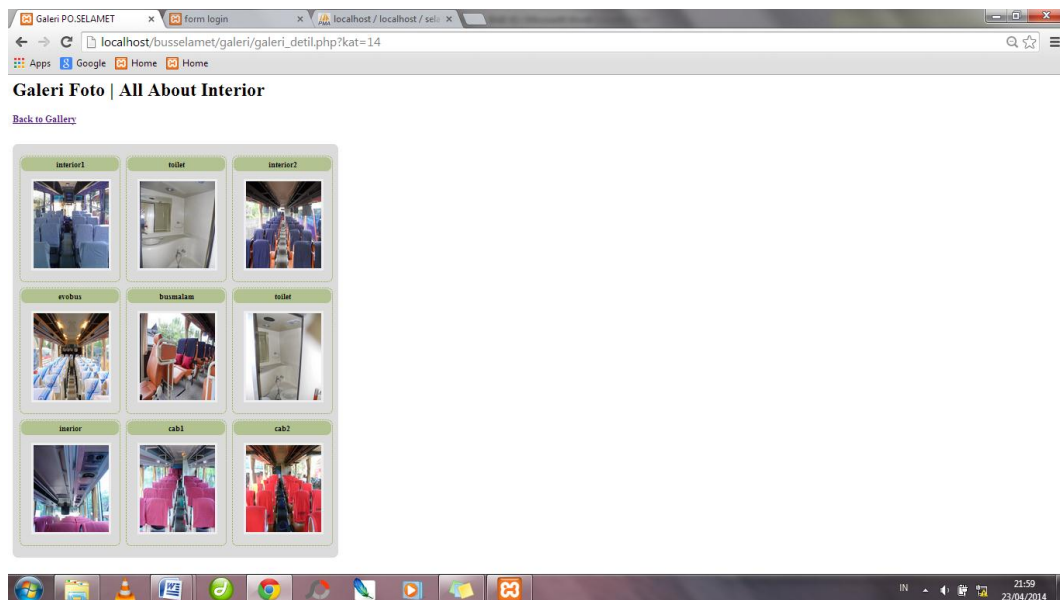 Galeri PO.SELAMET
form login
localhost / localhost / sela
localhost/busselamet/galeri/galeri_detil.php?kat=14
Apps Google Home Home
Galeri Foto | All About Interior
Back to Gallery
interior1 toilet interior2
evobus busmalam toilet
inerior cab1 cab2
IN
21:59
23/04/2014